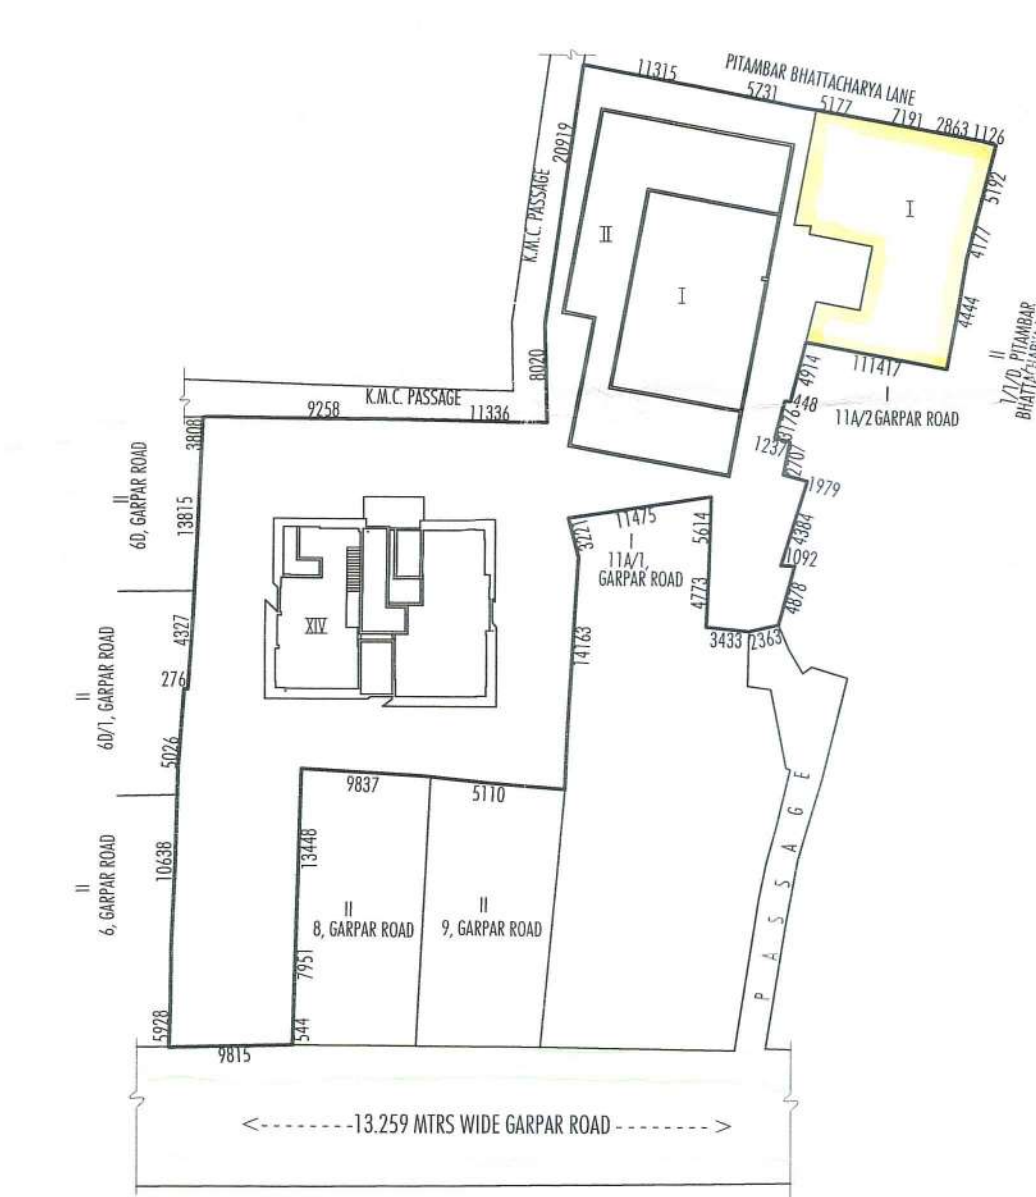 PITAMBAR BHATTACHARYA LANE
11315
5731
5177
7191
2863
1126
20919
K.M.C. PASSAGE
5192
4177
4444
I
II
I
8020
K.M.C. PASSAGE
9258
11336
4914
111417
I
11A/2 GARPAR ROAD
II
1/1/D, PITAMBAR
448
3176
1237
2707
1979
4384
1092
4878
3808
13815
II
6D, GARPAR ROAD
11475
3221
I
11A/1,
GARPAR ROAD
5614
4773
3433
2363
14163
XIV
4327
276
II
6D/1, GARPAR ROAD
5026
9837
5110
10638
II
6, GARPAR ROAD
13448
II
8, GARPAR ROAD
II
9, GARPAR ROAD
7951
544
5928
9815
PASSAGE
<--------13.259 MTRS WIDE GARPAR ROAD-------->